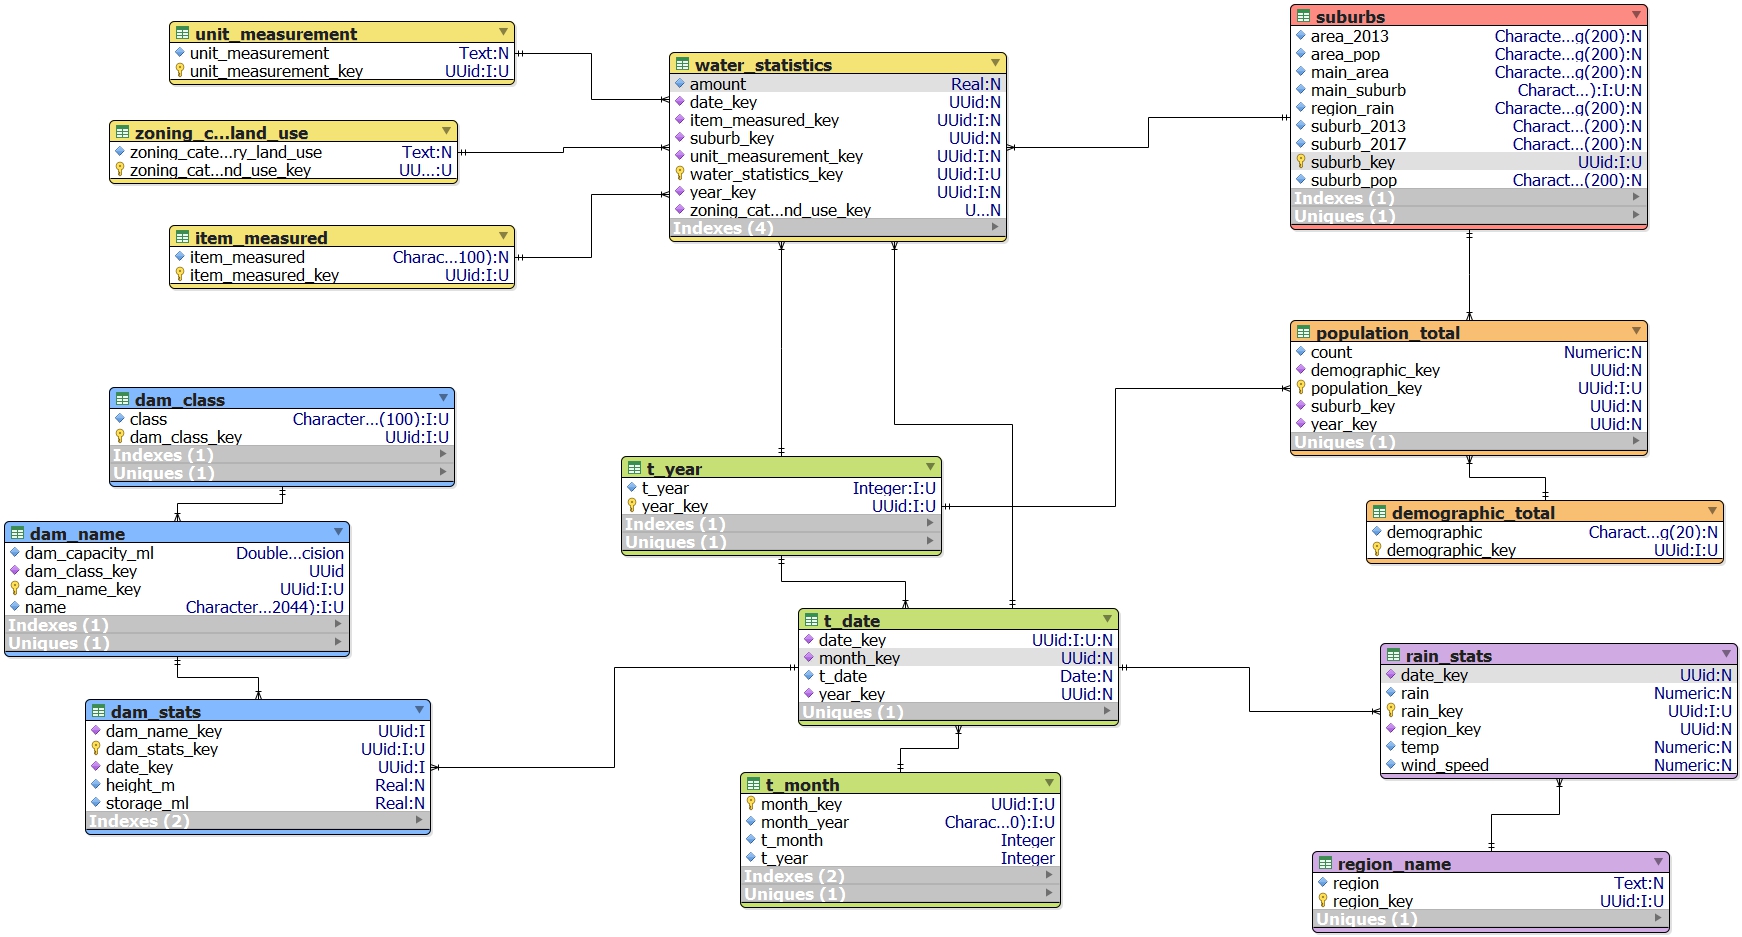 unit_measurement
unit_measurement Text:N
unit_measurement_key UUid:I:U
zoning_c...land_use
zoning_cate...ry_land_use Text:N
zoning_cat...nd_use_key UU...:U
item_measured
item_measured Charac...100):N
item_measured_key UUid:I:U
water_statistics
amount Real:N
date_key UUid:N
item_measured_key UUid:I:N
suburb_key UUid:N
unit_measurement_key UUid:I:N
water_statistics_key UUid:I:U
year_key UUid:I:N
zoning_cat...nd_use_key U...N
Indexes (4)
suburbs
area_2013 Characte...g(200):N
area_pop Characte...g(200):N
main_area Characte...g(200):N
main_suburb Charact...):I:U:N
region_rain Characte...g(200):N
suburb_2013 Charact...(200):N
suburb_2017 Charact...(200):N
suburb_key UUid:I:U
suburb_pop Charact...(200):N
Indexes (1)
Uniques (1)
population_total
count Numeric:N
demographic_key UUid:N
population_key UUid:I:U
suburb_key UUid:N
year_key UUid:N
Uniques (1)
demographic_total
demographic Charact...g(20):N
demographic_key UUid:I:U
dam_class
class Character...(100):I:U
dam_class_key UUid:I:U
Indexes (1)
Uniques (1)
dam_name
dam_capacity_ml Double...cision
dam_class_key UUid
dam_name_key UUid:I:U
name Character...2044):I:U
Indexes (1)
Uniques (1)
dam_stats
dam_name_key UUid:I
dam_stats_key UUid:I:U
date_key UUid:I
height_m Real:N
storage_ml Real:N
Indexes (2)
t_year
t_year Integer:I:U
year_key UUid:I:U
Indexes (1)
Uniques (1)
t_date
date_key UUid:I:U:N
month_key UUid:N
t_date Date:N
year_key UUid:N
Uniques (1)
t_month
month_key UUid:I:U
month_year Charac...0):I:U
t_month Integer
t_year Integer
Indexes (2)
Uniques (1)
rain_stats
date_key UUid:N
rain Numeric:N
rain_key UUid:I:U
region_key UUid:N
temp Numeric:N
wind_speed Numeric:N
region_name
region Text:N
region_key UUid:I:U
Uniques (1)